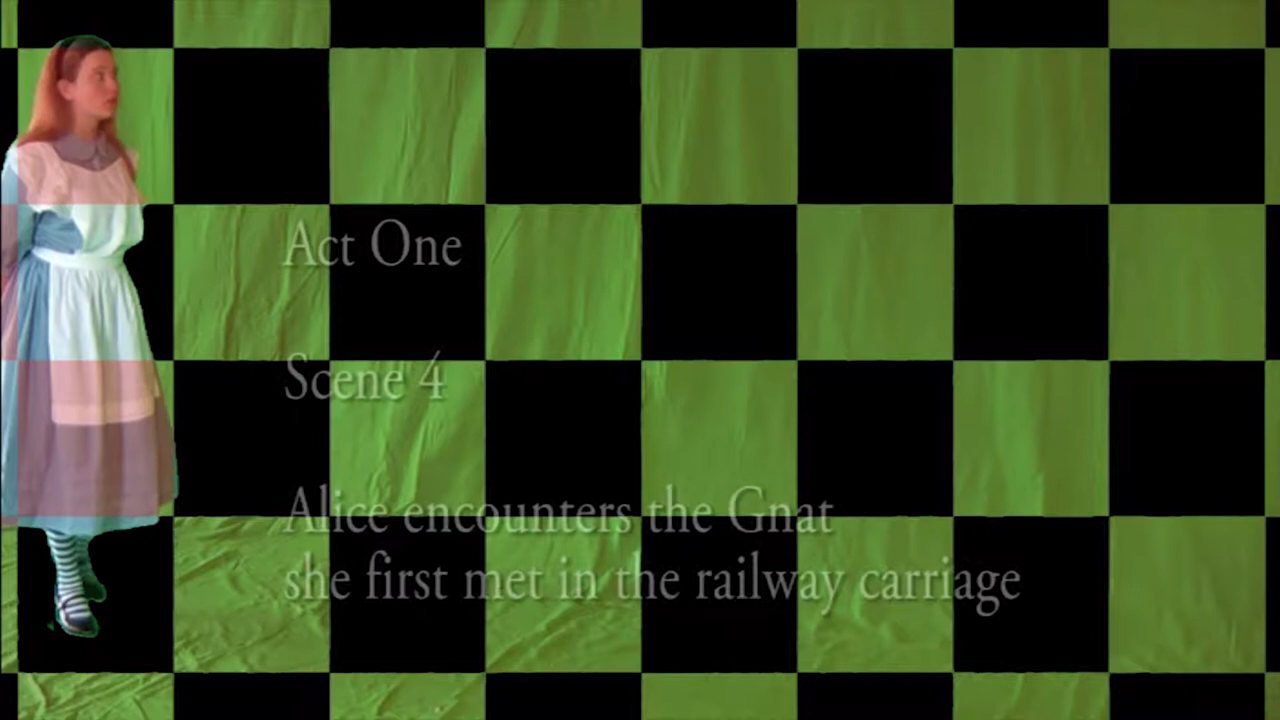 Act One
Scene 4
Alice encounters the Gnat
she first met in the railway carriage